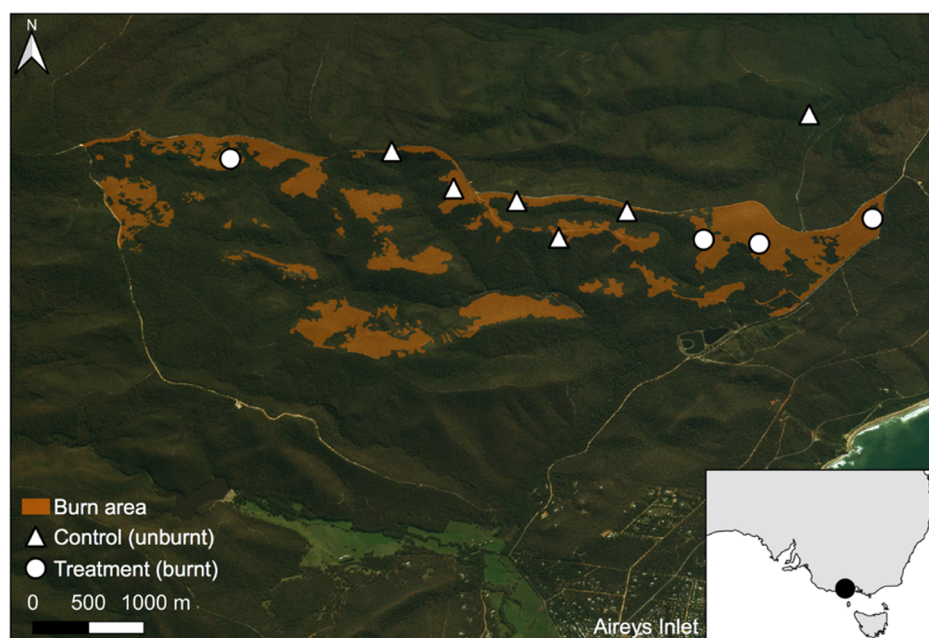 N
Burn area
Control (unburnt)
Treatment (burnt)
0 500 1000 m
Aireys Inlet